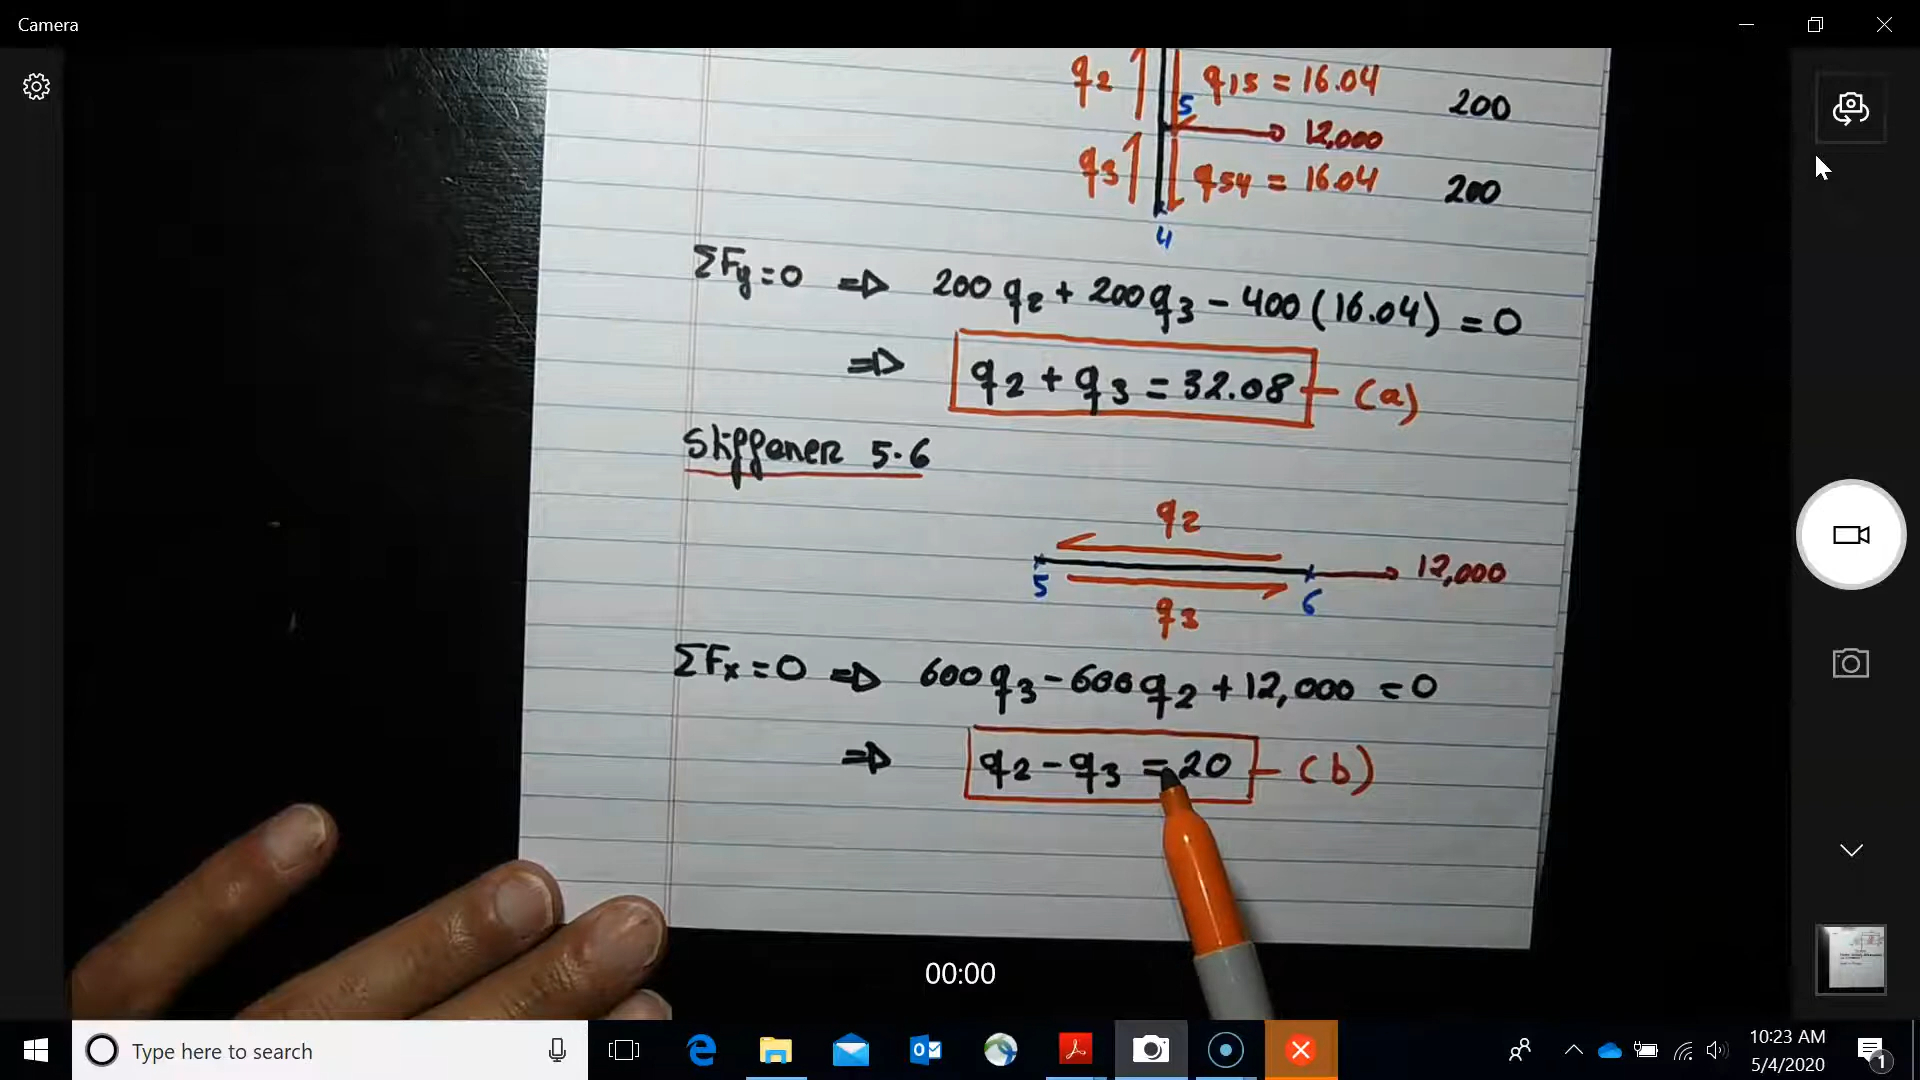 Camera
q2 q15 = 16.04 200
5
12,000
q3 q54 = 16.04 200
4
ΣFy = 0 ⇒ 200 q2 + 200 q3 - 400 (16.04) = 0
⇒ q2 + q3 = 32.08 - (a)
Stiffener 5-6
q2
5 6 12,000
q3
ΣFx = 0 ⇒ 600 q3 - 600 q2 + 12,000 = 0
⇒ q2 - q3 = 20 - (b)
00:00
Type here to search
10:23 AM
5/4/2020
1